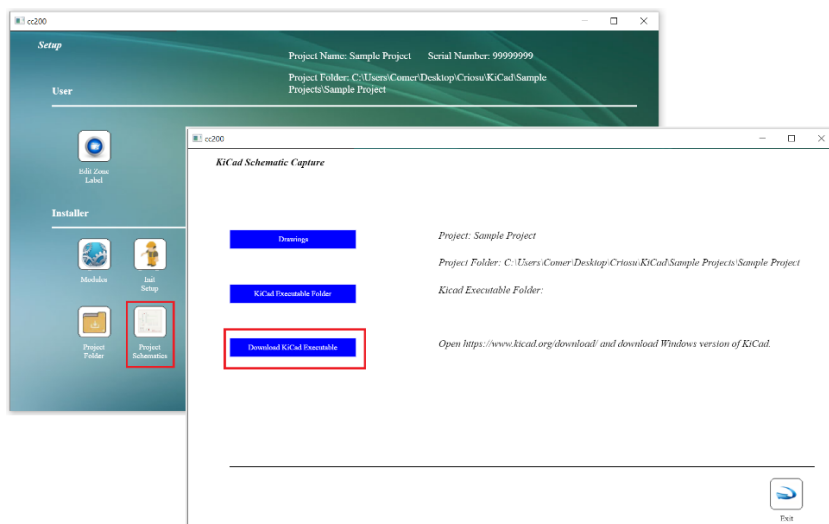 cc200
Setup
Project Name: Sample Project Serial Number: 99999999
Project Folder: C:\Users\Comer\Desktop\Criosu\KiCad\Sample
Projects\Sample Project
User
Edit Zone
Label
Installer
Modules
Init
Setup
Project
Folder
Project
Schematics
cc200
KiCad Schematic Capture
Drawings
Project: Sample Project
Project Folder: C:\Users\Comer\Desktop\Criosu\KiCad\Sample Projects\Sample Project
KiCad Executable Folder
Kicad Executable Folder:
Download KiCad Executable
Open https://www.kicad.org/download/ and download Windows version of KiCad.
Exit